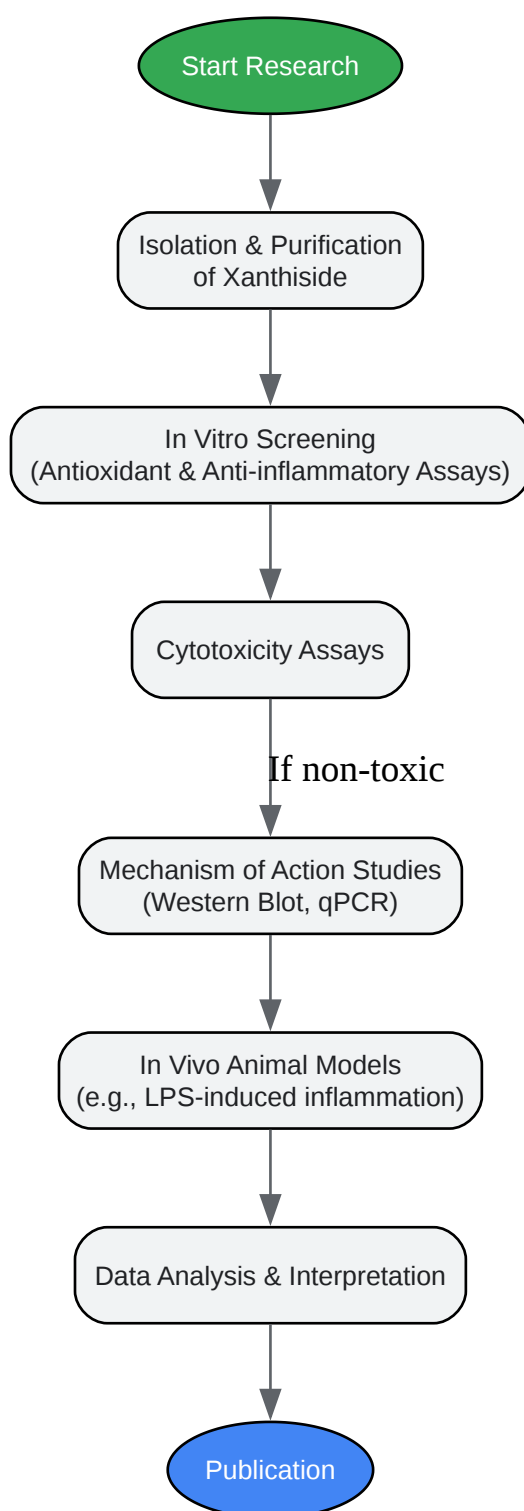 Start Research
Isolation & Purification
of Xanthiside
In Vitro Screening
(Antioxidant & Anti-inflammatory Assays)
Cytotoxicity Assays
If non-toxic
Mechanism of Action Studies
(Western Blot, qPCR)
In Vivo Animal Models
(e.g., LPS-induced inflammation)
Data Analysis & Interpretation
Publication